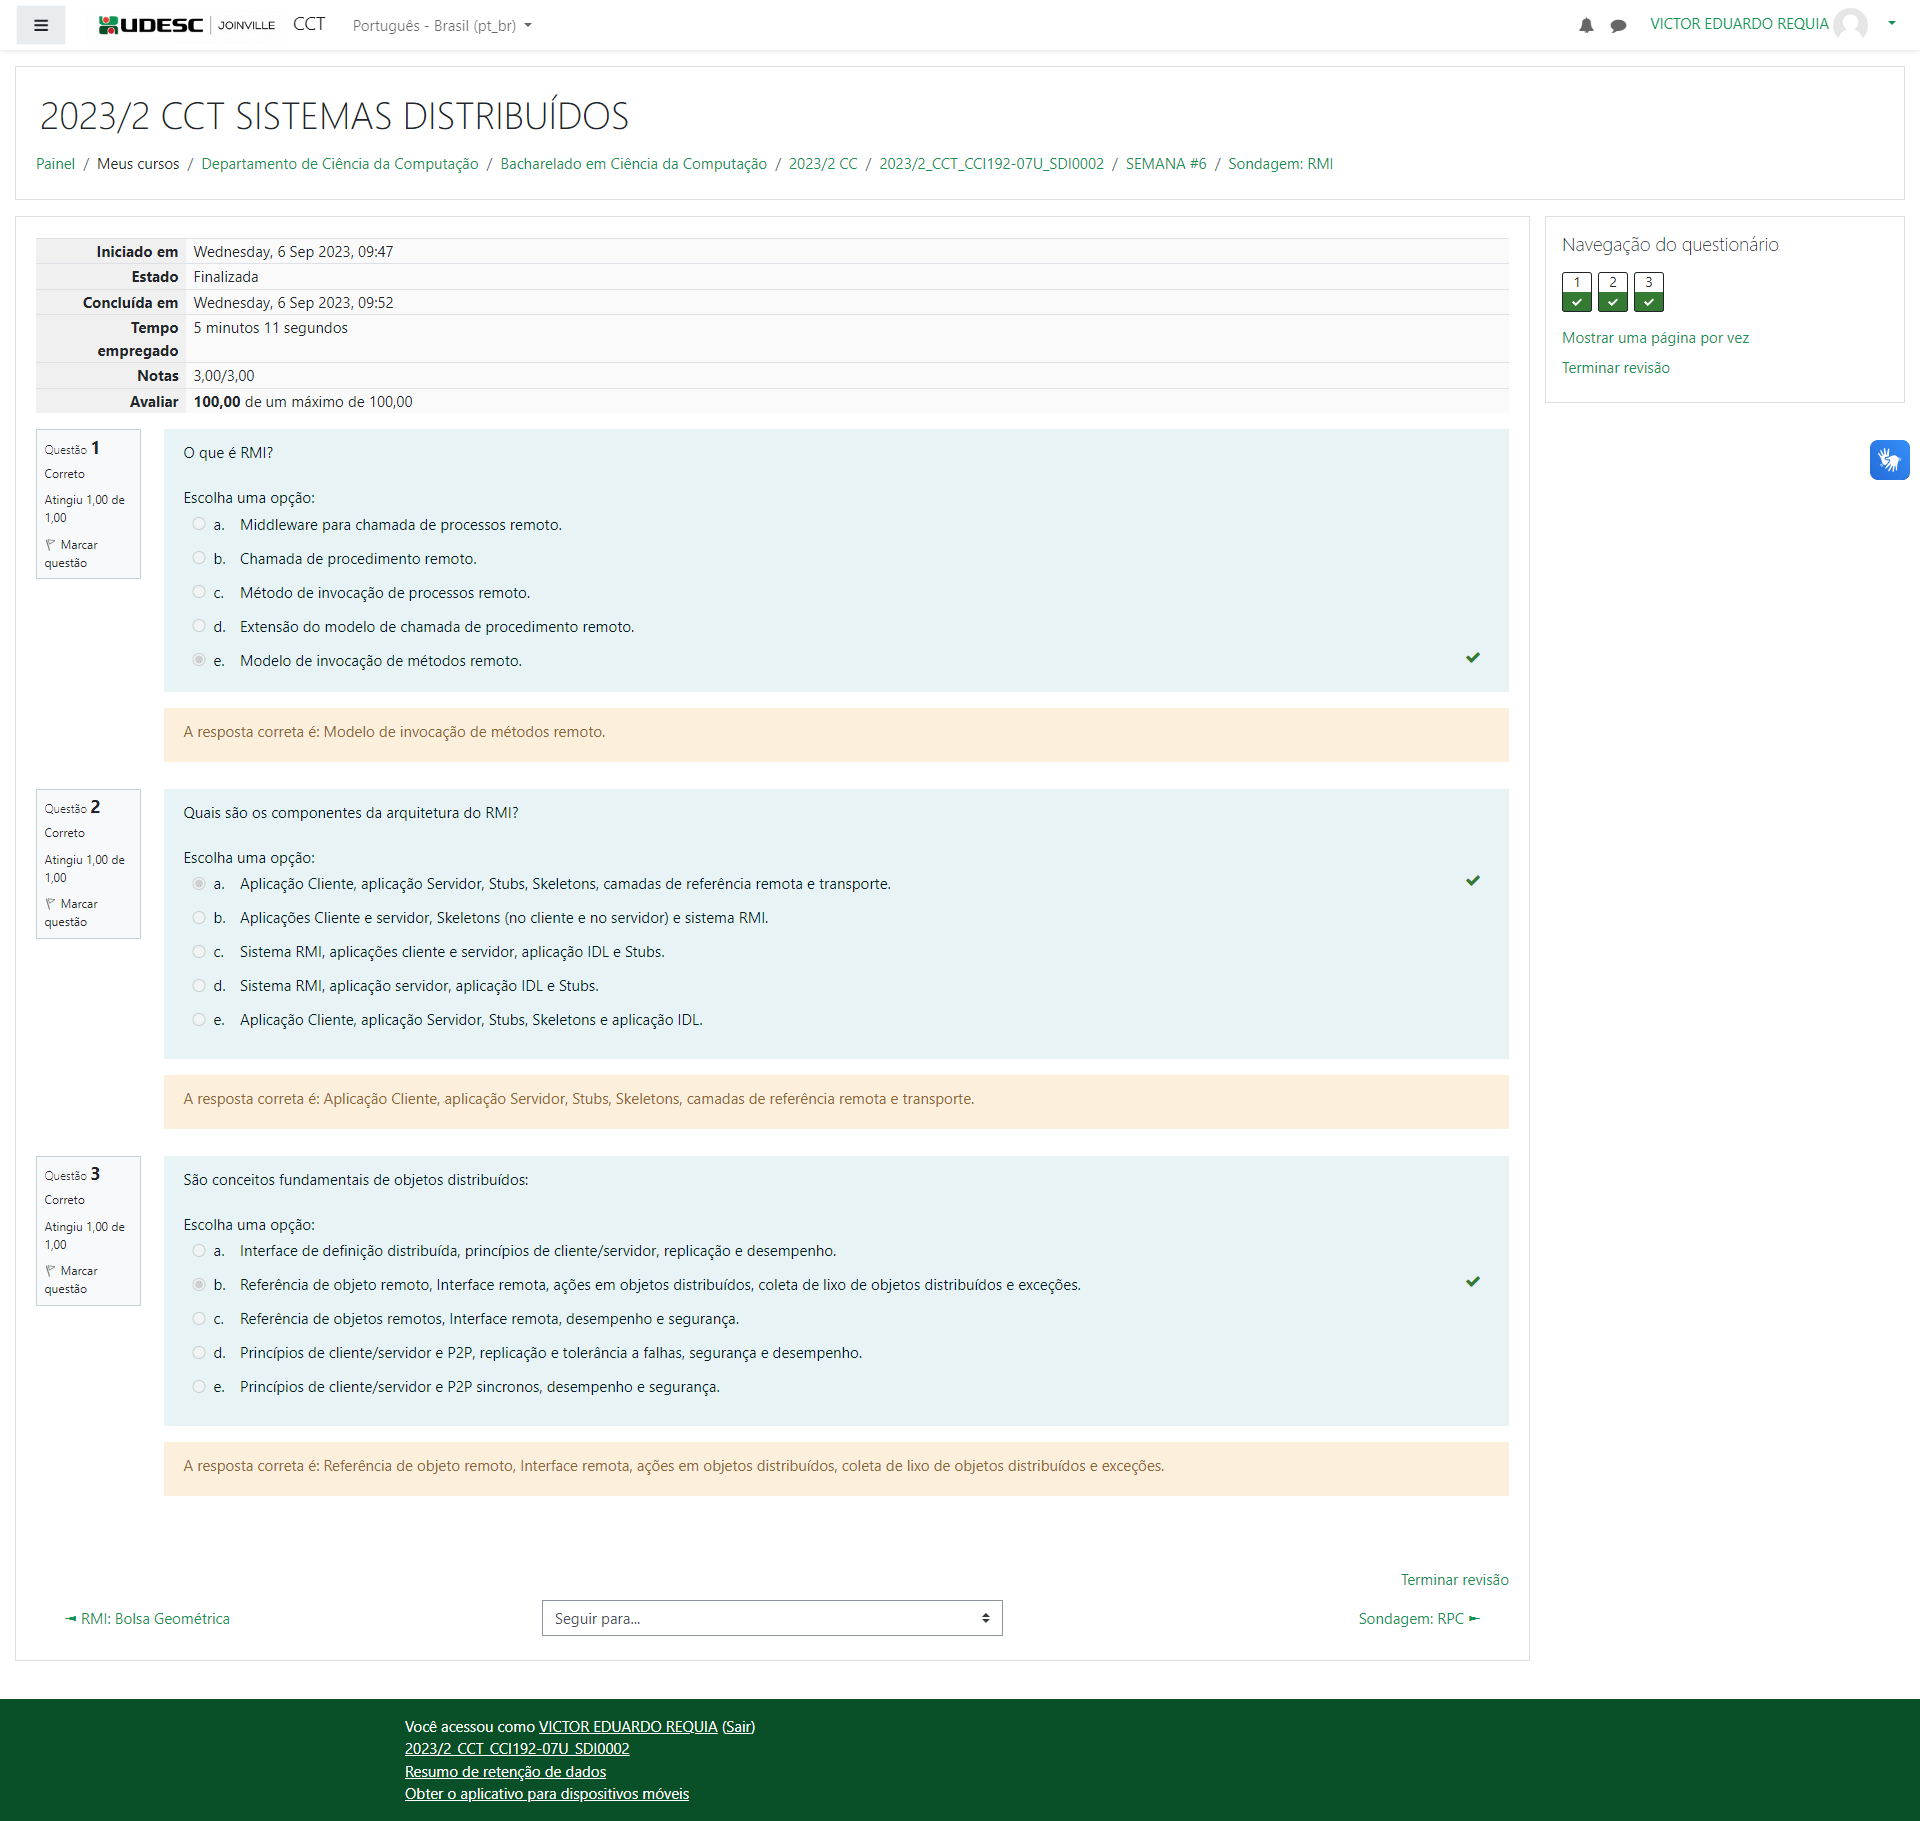 UDESC JOINVILLE CCT Português - Brasil (pt_br) VICTOR EDUARDO REQUIA
2023/2 CCT SISTEMAS DISTRIBUÍDOS
Painel / Meus cursos / Departamento de Ciência da Computação / Bacharelado em Ciência da Computação / 2023/2 CC / 2023/2_CCT_CCI192-07U_SDI0002 / SEMANA #6 / Sondagem: RMI
Iniciado em Wednesday, 6 Sep 2023, 09:47
Estado Finalizada
Concluída em Wednesday, 6 Sep 2023, 09:52
Tempo empregado 5 minutos 11 segundos
Notas 3,00/3,00
Avaliar 100,00 de um máximo de 100,00
Questão 1
Correto
Atingiu 1,00 de
1,00
Marcar
questão
O que é RMI?
Escolha uma opção:
a. Middleware para chamada de processos remoto.
b. Chamada de procedimento remoto.
c. Método de invocação de processos remoto.
d. Extensão do modelo de chamada de procedimento remoto.
e. Modelo de invocação de métodos remoto.
A resposta correta é: Modelo de invocação de métodos remoto.
Questão 2
Correto
Atingiu 1,00 de
1,00
Marcar
questão
Quais são os componentes da arquitetura do RMI?
Escolha uma opção:
a. Aplicação Cliente, aplicação Servidor, Stubs, Skeletons, camadas de referência remota e transporte.
b. Aplicações Cliente e servidor, Skeletons (no cliente e no servidor) e sistema RMI.
c. Sistema RMI, aplicações cliente e servidor, aplicação IDL e Stubs.
d. Sistema RMI, aplicação servidor, aplicação IDL e Stubs.
e. Aplicação Cliente, aplicação Servidor, Stubs, Skeletons e aplicação IDL.
A resposta correta é: Aplicação Cliente, aplicação Servidor, Stubs, Skeletons, camadas de referência remota e transporte.
Questão 3
Correto
Atingiu 1,00 de
1,00
Marcar
questão
São conceitos fundamentais de objetos distribuídos:
Escolha uma opção:
a. Interface de definição distribuída, princípios de cliente/servidor, replicação e desempenho.
b. Referência de objeto remoto, Interface remota, ações em objetos distribuídos, coleta de lixo de objetos distribuídos e exceções.
c. Referência de objetos remotos, Interface remota, desempenho e segurança.
d. Princípios de cliente/servidor e P2P, replicação e tolerância a falhas, segurança e desempenho.
e. Princípios de cliente/servidor e P2P sincronos, desempenho e segurança.
A resposta correta é: Referência de objeto remoto, Interface remota, ações em objetos distribuídos, coleta de lixo de objetos distribuídos e exceções.
Terminar revisão
◄ RMI: Bolsa Geométrica
Seguir para...
Sondagem: RPC ►
Navegação do questionário
1 2 3
Mostrar uma página por vez
Terminar revisão
Você acessou como VICTOR EDUARDO REQUIA (Sair)
2023/2_CCT_CCI192-07U_SDI0002
Resumo de retenção de dados
Obter o aplicativo para dispositivos móveis